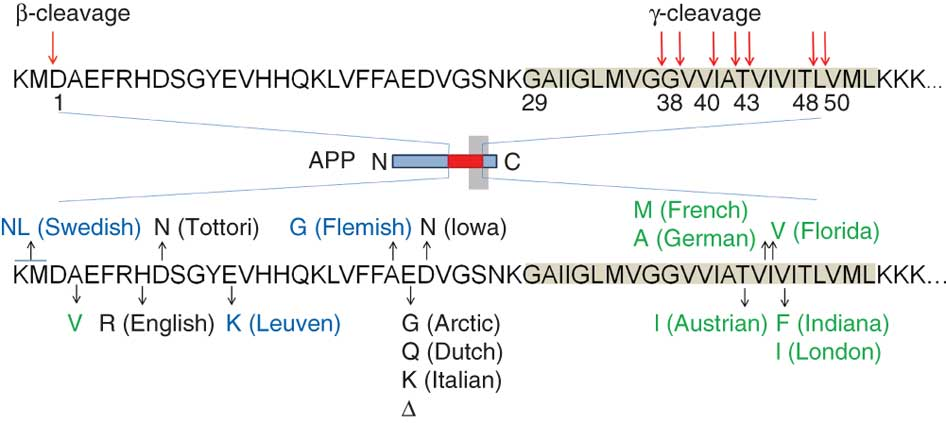 β-cleavage γ-cleavage
KMDAEFRHDSGYEVHHQKLVFFAEDVGSNKGAIIGLMVGGVVIATVIVITLVMLKKK...
1 29 38 40 43 48 50
APP N C
M (French)
NL (Swedish) N (Tottori) G (Flemish) N (Iowa) A (German) V (Florida)
KMDAEFRHDSGYEVHHQKLVFFAEDVGSNKGAIIGLMVGGVVIATVIVITLVMLKKK...
V R (English) K (Leuven) G (Arctic) I (Austrian) F (Indiana)
Q (Dutch) I (London)
K (Italian)
Δ